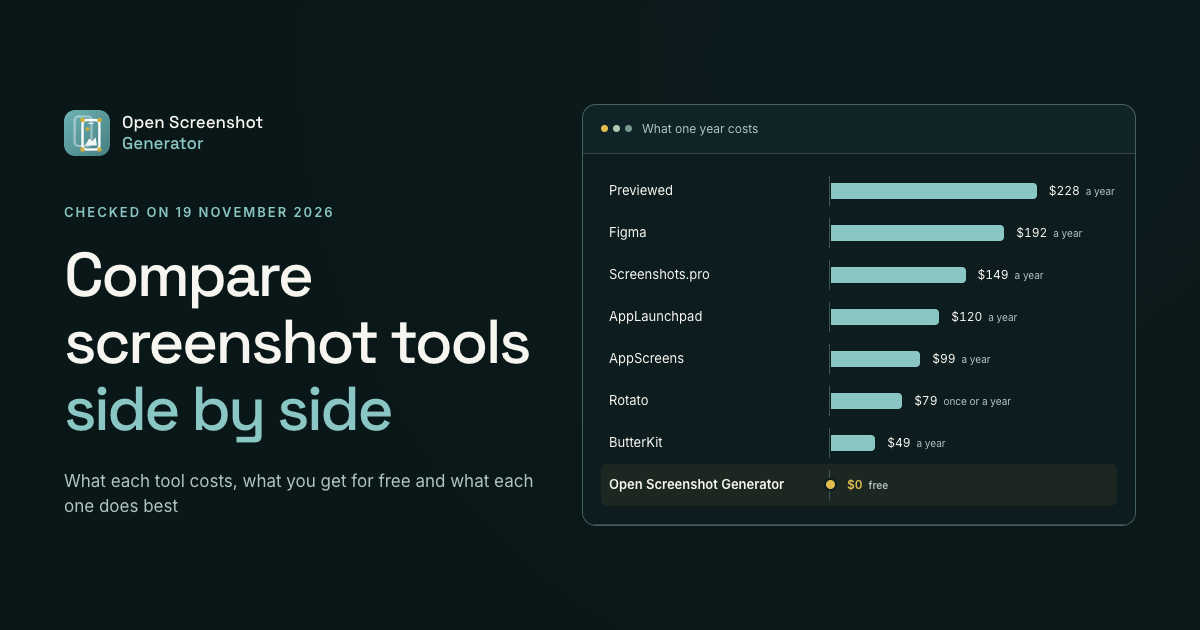 Open Screenshot
Generator
CHECKED ON 19 NOVEMBER 2026
Compare
screenshot tools
side by side
What each tool costs, what you get for free and what each
one does best
What one year costs
Previewed $228 a year
Figma $192 a year
Screenshots.pro $149 a year
AppLaunchpad $120 a year
AppScreens $99 a year
Rotato $79 once or a year
ButterKit $49 a year
Open Screenshot Generator $0 free